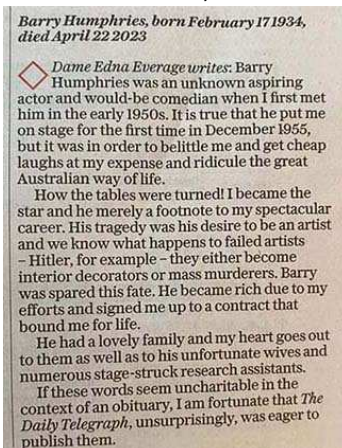 Barry Humphries, born February 17 1934,
died April 22 2023
Dame Edna Everage writes: Barry
Humphries was an unknown aspiring
actor and would-be comedian when I first met
him in the early 1950s. It is true that he put me
on stage for the first time in December 1955,
but it was in order to belittle me and get cheap
laughs at my expense and ridicule the great
Australian way of life.
How the tables were turned! I became the
star and he merely a footnote to my spectacular
career. His tragedy was his desire to be an artist
and we know what happens to failed artists
– Hitler, for example – they either become
interior decorators or mass murderers. Barry
was spared this fate. He became rich due to my
efforts and signed me up to a contract that
bound me for life.
He had a lovely family and my heart goes out
to them as well as to his unfortunate wives and
numerous stage-struck research assistants.
If these words seem uncharitable in the
context of an obituary, I am fortunate that The
Daily Telegraph, unsurprisingly, was eager to
publish them.